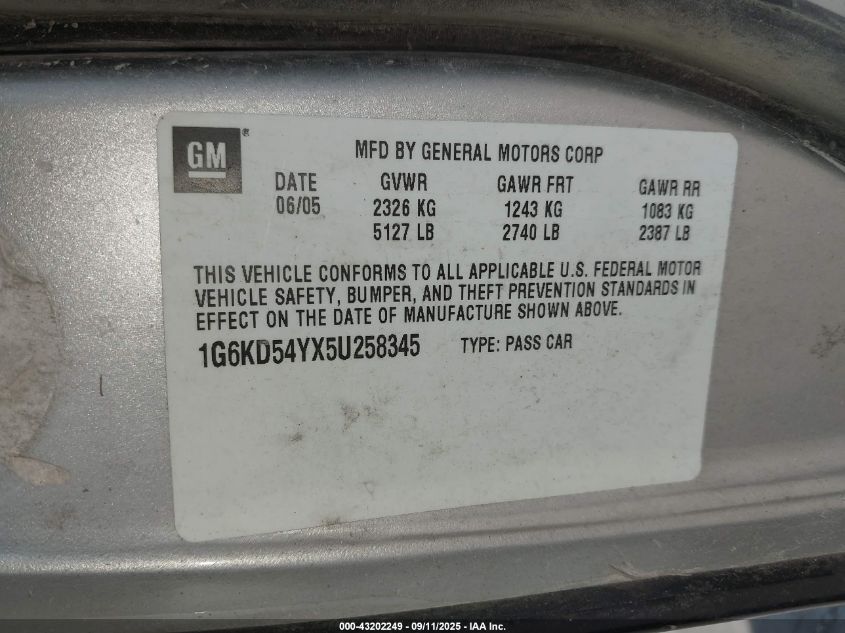 GM®
MFD BY GENERAL MOTORS CORP
DATE GVWR GAWR FRT GAWR RR
06/05 2326 KG 1243 KG 1083 KG
5127 LB 2740 LB 2387 LB
THIS VEHICLE CONFORMS TO ALL APPLICABLE U.S. FEDERAL MOTOR
VEHICLE SAFETY, BUMPER, AND THEFT PREVENTION STANDARDS IN
EFFECT ON THE DATE OF MANUFACTURE SHOWN ABOVE.
1G6KD54YX5U258345 TYPE: PASS CAR
000-43202249 - 09/11/2025 - IAA Inc.